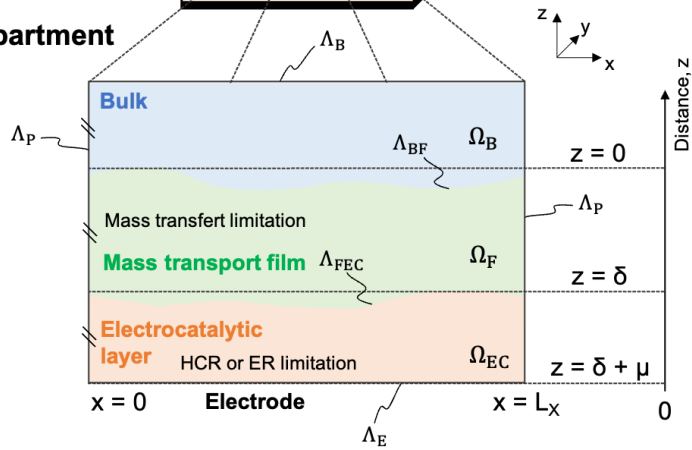 partment
Λ_B
z
y
x
Distance, z
Bulk
Λ_P
Λ_BF
Ω_B
z = 0
Λ_P
Mass transfert limitation
Mass transport film
Λ_FEC
Ω_F
z = δ
Electrocatalytic
layer
HCR or ER limitation
Ω_EC
z = δ + μ
x = 0
Electrode
x = L_X
0
Λ_E